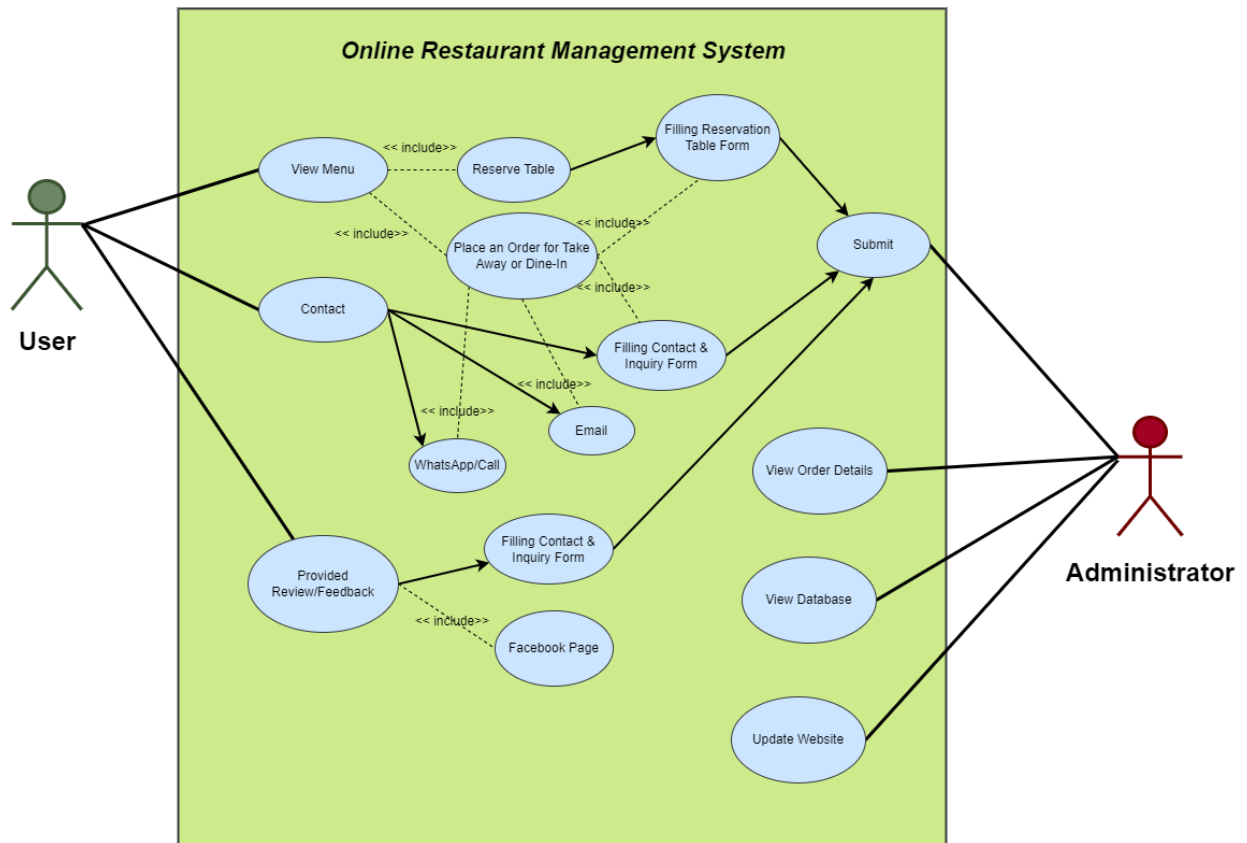 Online Restaurant Management System
Filling Reservation
Table Form
<< include>>
View Menu
Reserve Table
<< include>>
<< include>>
Place an Order for Take
Away or Dine-In
Submit
<< include>>
Contact
User
Filling Contact &
Inquiry Form
<< include>>
<< include>>
Email
WhatsApp/Call
View Order Details
Filling Contact &
Inquiry Form
Provided
Review/Feedback
Administrator
View Database
<< include>>
Facebook Page
Update Website